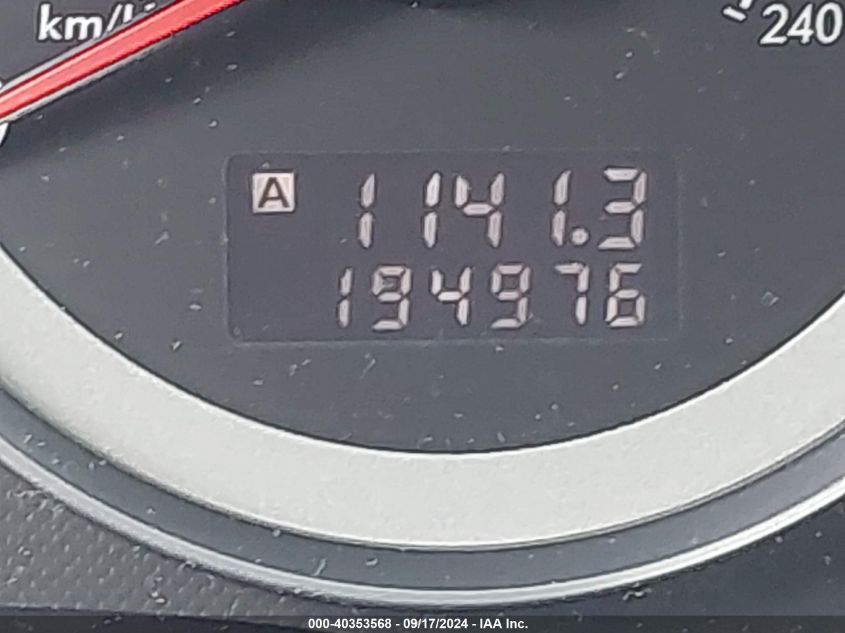 km/h
240
A 1141.3
194976
000-40353568 - 09/17/2024 - IAA Inc.